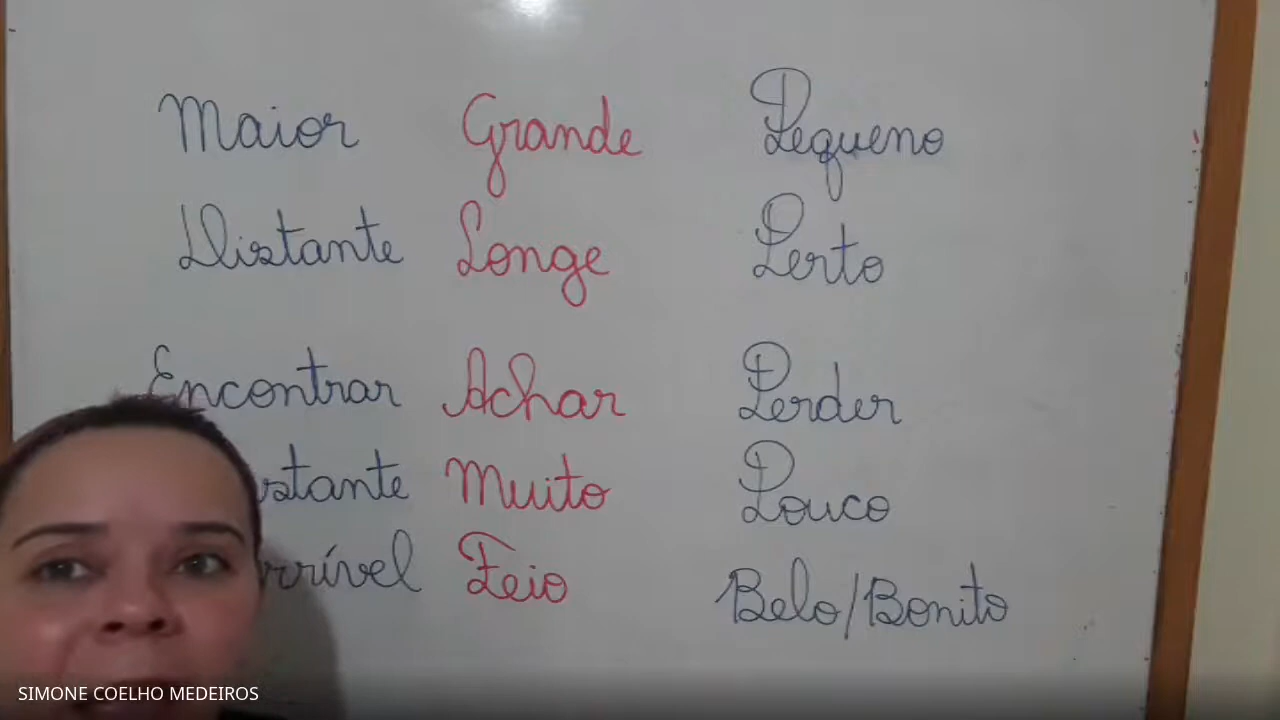 Maior Grande Pequeno
Distante Longe Perto
Encontrar Achar Perder
Muito Pouco
Feio Belo/Bonito
SIMONE COELHO MEDEIROS